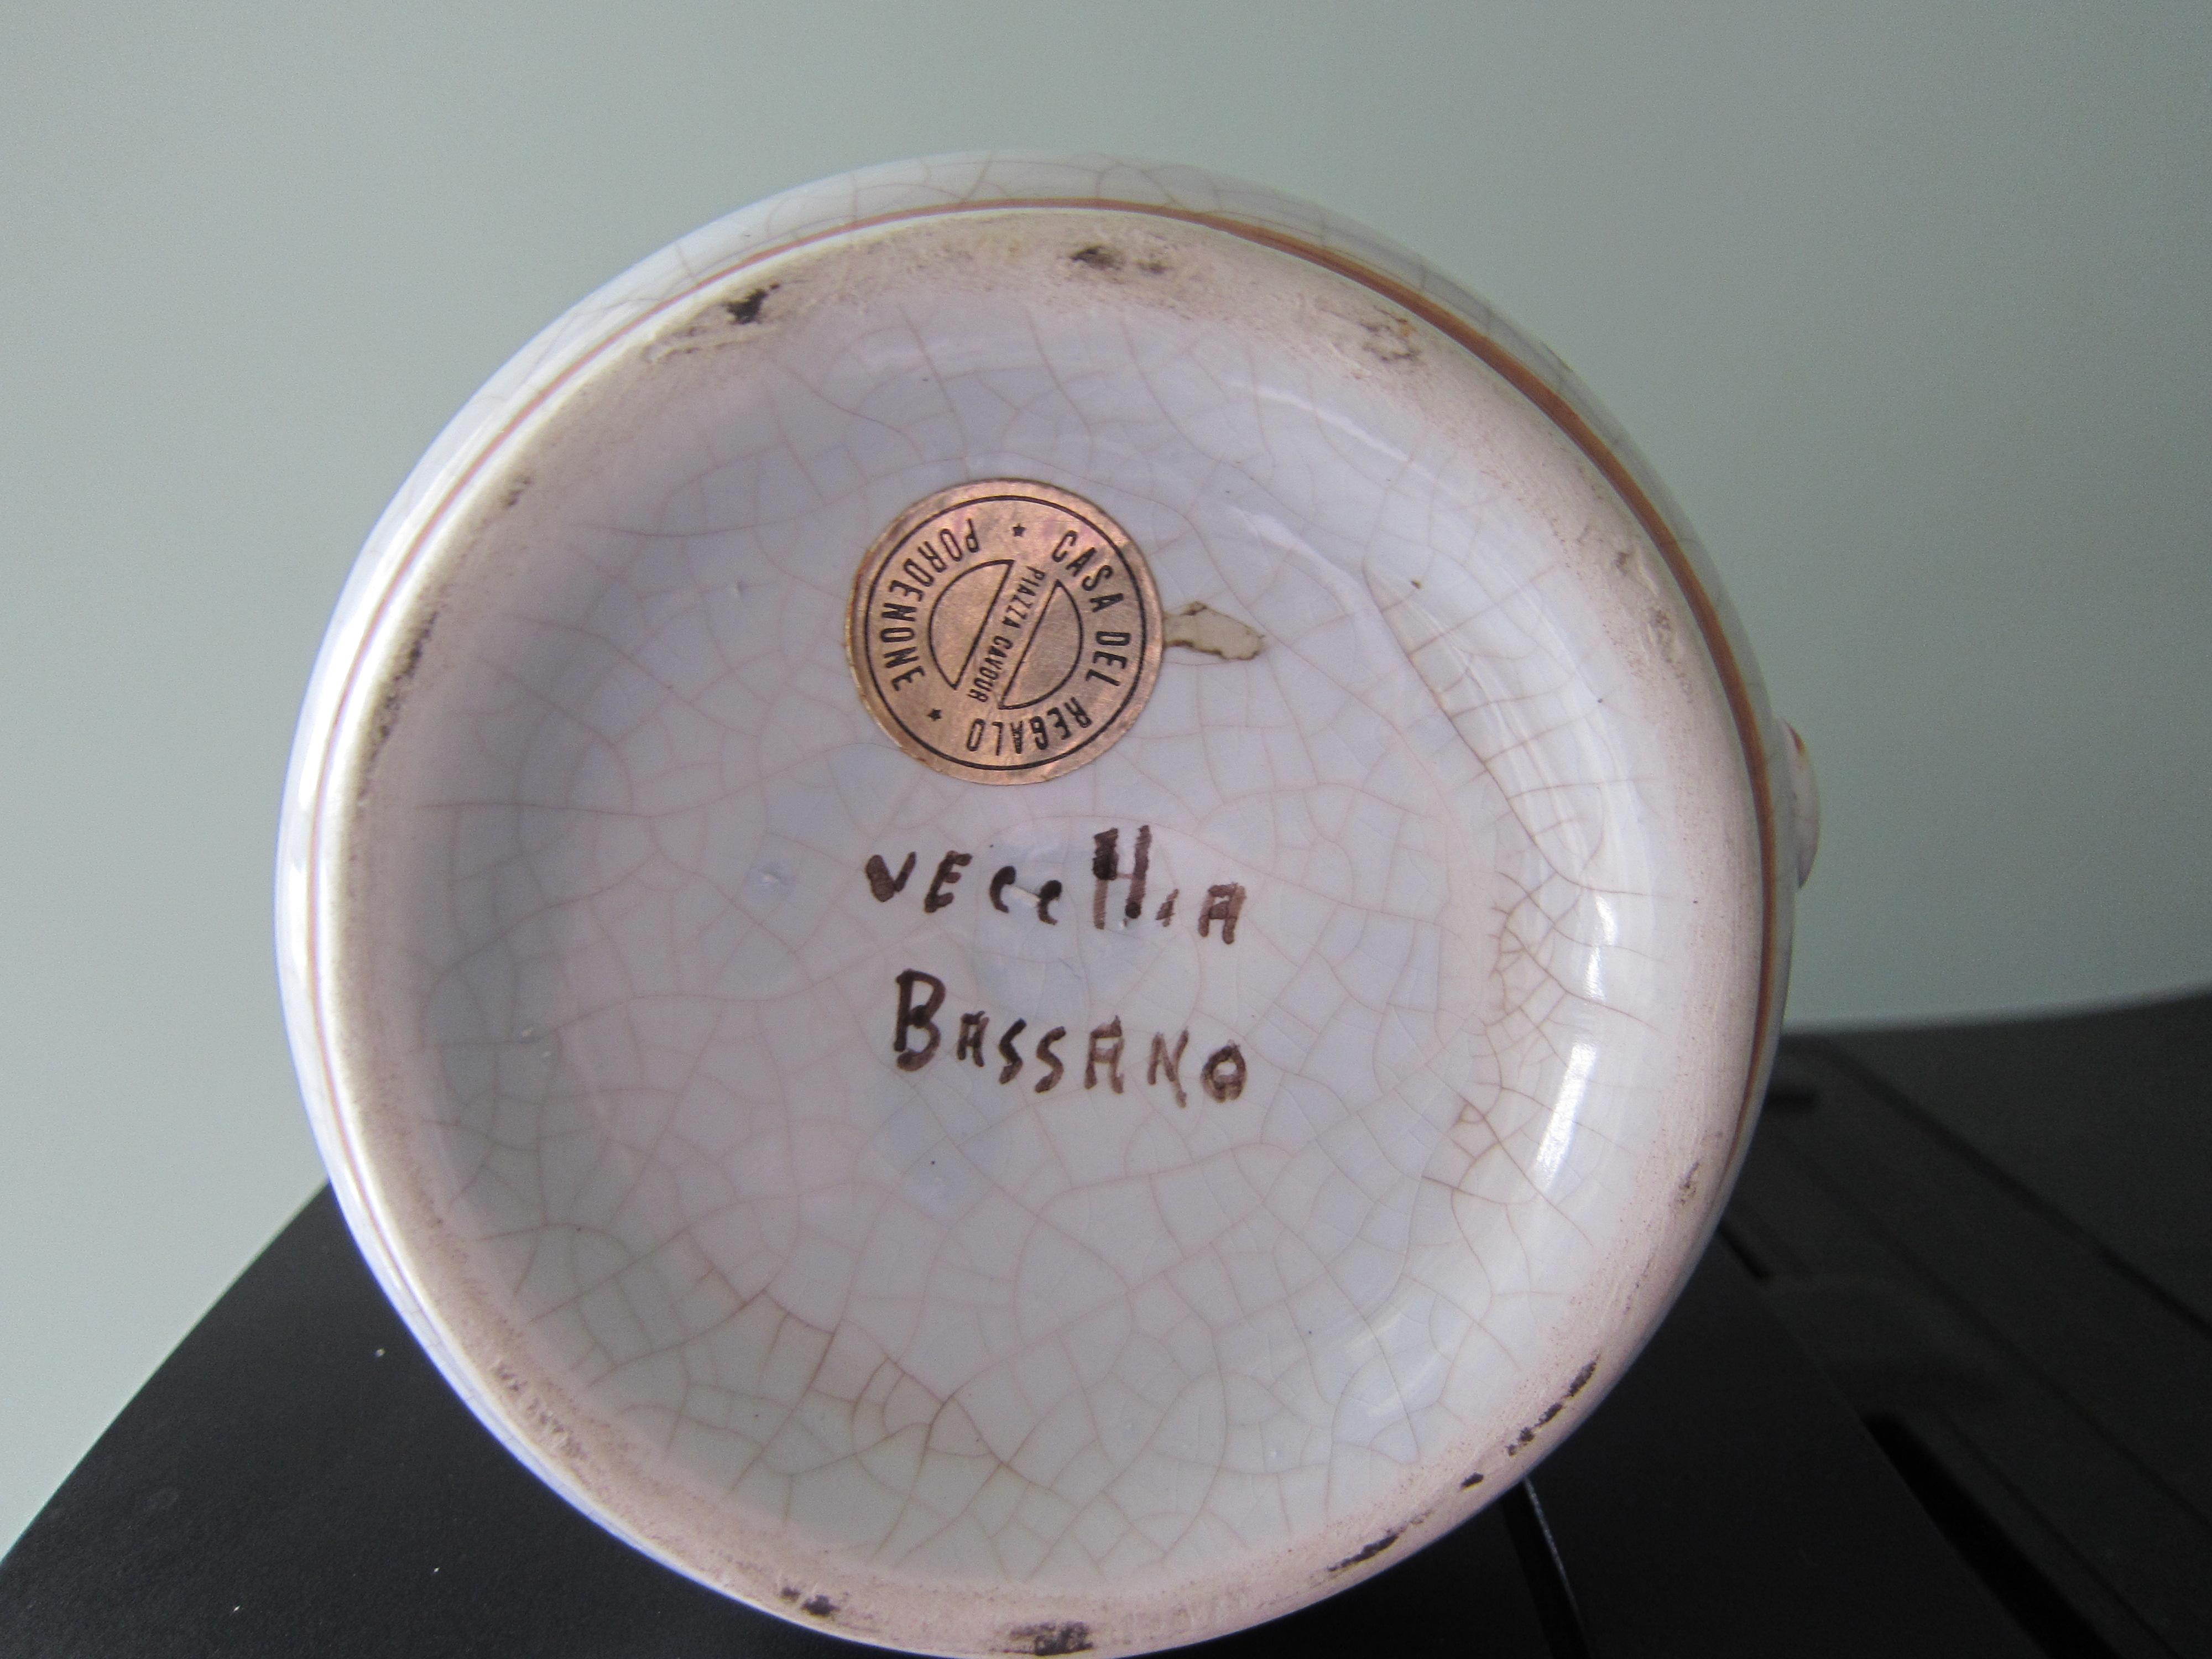 CASA DEL REGALO
PIAZZA CAVOUR
★ PORDENONE ★
VECCHIA
BASSANO